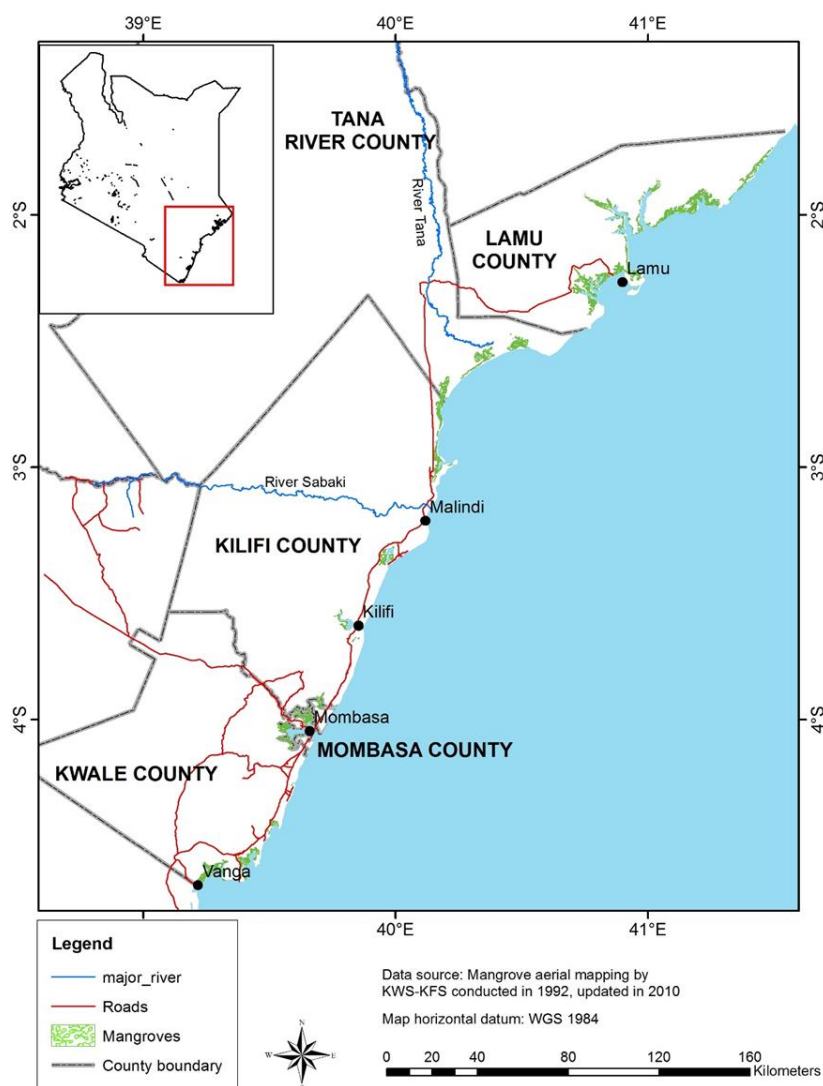 39°E
40°E
41°E
TANA
RIVER COUNTY
River Tana
2°S
2°S
LAMU
COUNTY
Lamu
3°S
3°S
River Sabaki
Malindi
KILIFI COUNTY
Kilifi
4°S
4°S
Mombasa
MOMBASA COUNTY
KWALE COUNTY
Vanga
39°E
40°E
41°E
Legend
major_river
Roads
Mangroves
County boundary
Data source: Mangrove aerial mapping by
KWS-KFS conducted in 1992, updated in 2010
Map horizontal datum: WGS 1984
N
W
E
S
0 20 40 80 120 160
Kilometers